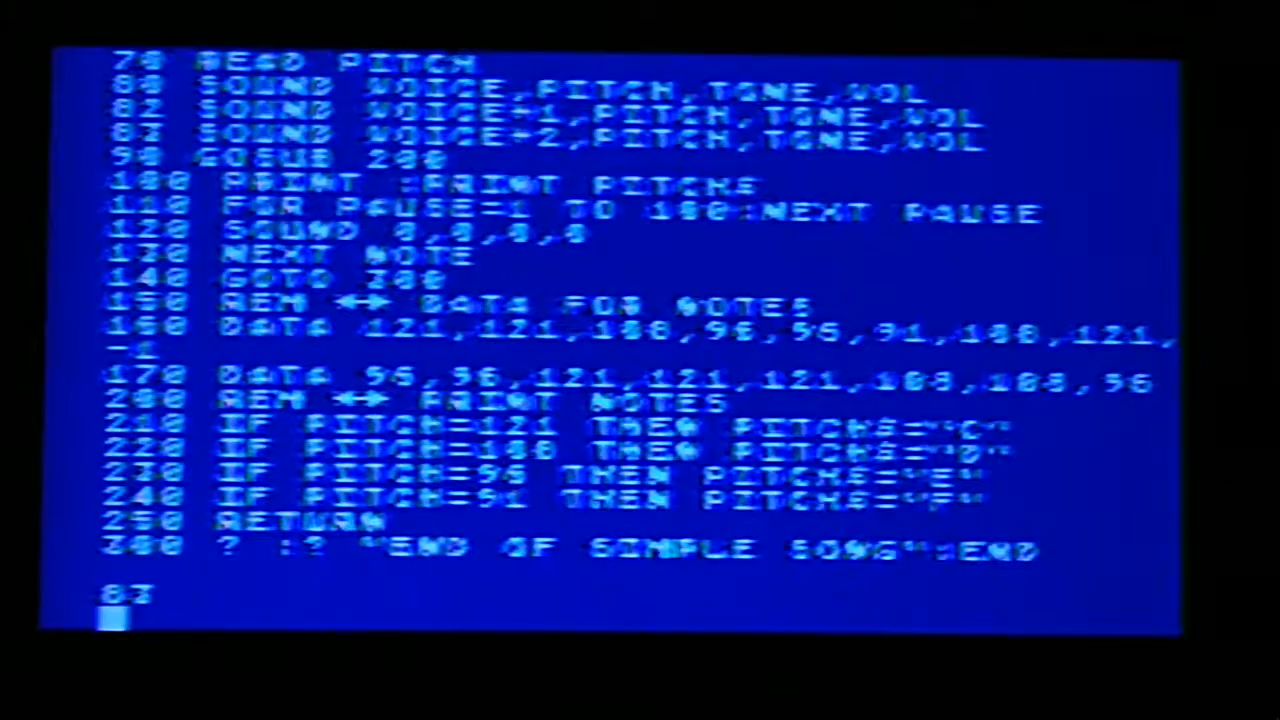 70 READ PITCH
80 SOUND VOICE,PITCH,TONE,VOL
82 SOUND VOICE+1,PITCH,TONE,VOL
83 SOUND VOICE+2,PITCH,TONE,VOL
90 GOSUB 200
100 PRINT :PRINT PITCH$
110 FOR PAUSE=1 TO 100:NEXT PAUSE
120 SOUND 0,0,0,0
130 NEXT NOTE
140 GOTO 300
150 REM <-> DATA FOR NOTES
160 DATA 121,121,108,96,96,91,108,121,
-1
170 DATA 96,96,121,121,121,108,108,96
200 REM <-> PRINT NOTES
210 IF PITCH=121 THEN PITCH$="C"
220 IF PITCH=108 THEN PITCH$="D"
230 IF PITCH=96 THEN PITCH$="E"
240 IF PITCH=91 THEN PITCH$="F"
250 RETURN
300 ? :? "END OF SIMPLE SONG":END
83